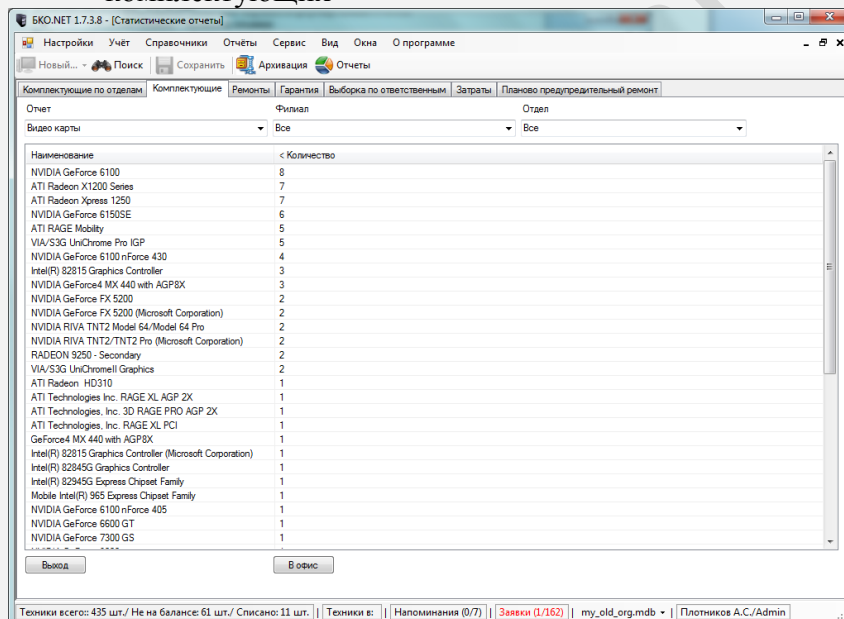 комплектующих
БКО.NET 1.7.3.8 - [Статистические отчеты]
Настройки Учёт Справочники Отчёты Сервис Вид Окна О программе
Новый... Поиск Сохранить Архивация Отчеты
Комплектующие по отделам Комплектующие Ремонты Гарантия Выборка по ответственным Затраты Планово предупредительный ремонт
Отчет Филиал Отдел
Видео карты Все Все
Наименование < Количество
NVIDIA GeForce 6100 8
ATI Radeon X1200 Series 7
ATI Radeon Xpress 1250 7
NVIDIA GeForce 6150SE 6
ATI RAGE Mobility 5
VIA/S3G UniChrome Pro IGP 5
NVIDIA GeForce 6100 nForce 430 4
Intel(R) 82815 Graphics Controller 3
NVIDIA GeForce4 MX 440 with AGP8X 3
NVIDIA GeForce FX 5200 2
NVIDIA GeForce FX 5200 (Microsoft Corporation) 2
NVIDIA RIVA TNT2 Model 64/Model 64 Pro 2
NVIDIA RIVA TNT2/TNT2 Pro (Microsoft Corporation) 2
RADEON 9250 - Secondary 2
VIA/S3G UniChromeII Graphics 2
ATI Radeon HD310 1
ATI Technologies Inc. RAGE XL AGP 2X 1
ATI Technologies, Inc. 3D RAGE PRO AGP 2X 1
ATI Technologies, Inc. RAGE XL PCI 1
GeForce4 MX 440 with AGP8X 1
Intel(R) 82815 Graphics Controller (Microsoft Corporation) 1
Intel(R) 82845G Graphics Controller 1
Intel(R) 82945G Express Chipset Family 1
Mobile Intel(R) 965 Express Chipset Family 1
NVIDIA GeForce 6100 nForce 405 1
NVIDIA GeForce 6600 GT 1
NVIDIA GeForce 7300 GS 1
Выход В офис
Техники всего:: 435 шт./ Не на балансе: 61 шт./ Списано: 11 шт. | Техники в: | Напоминания (0/7) | Заявки (1/162) | my_old_org.mdb | Плотников А.С./Admin